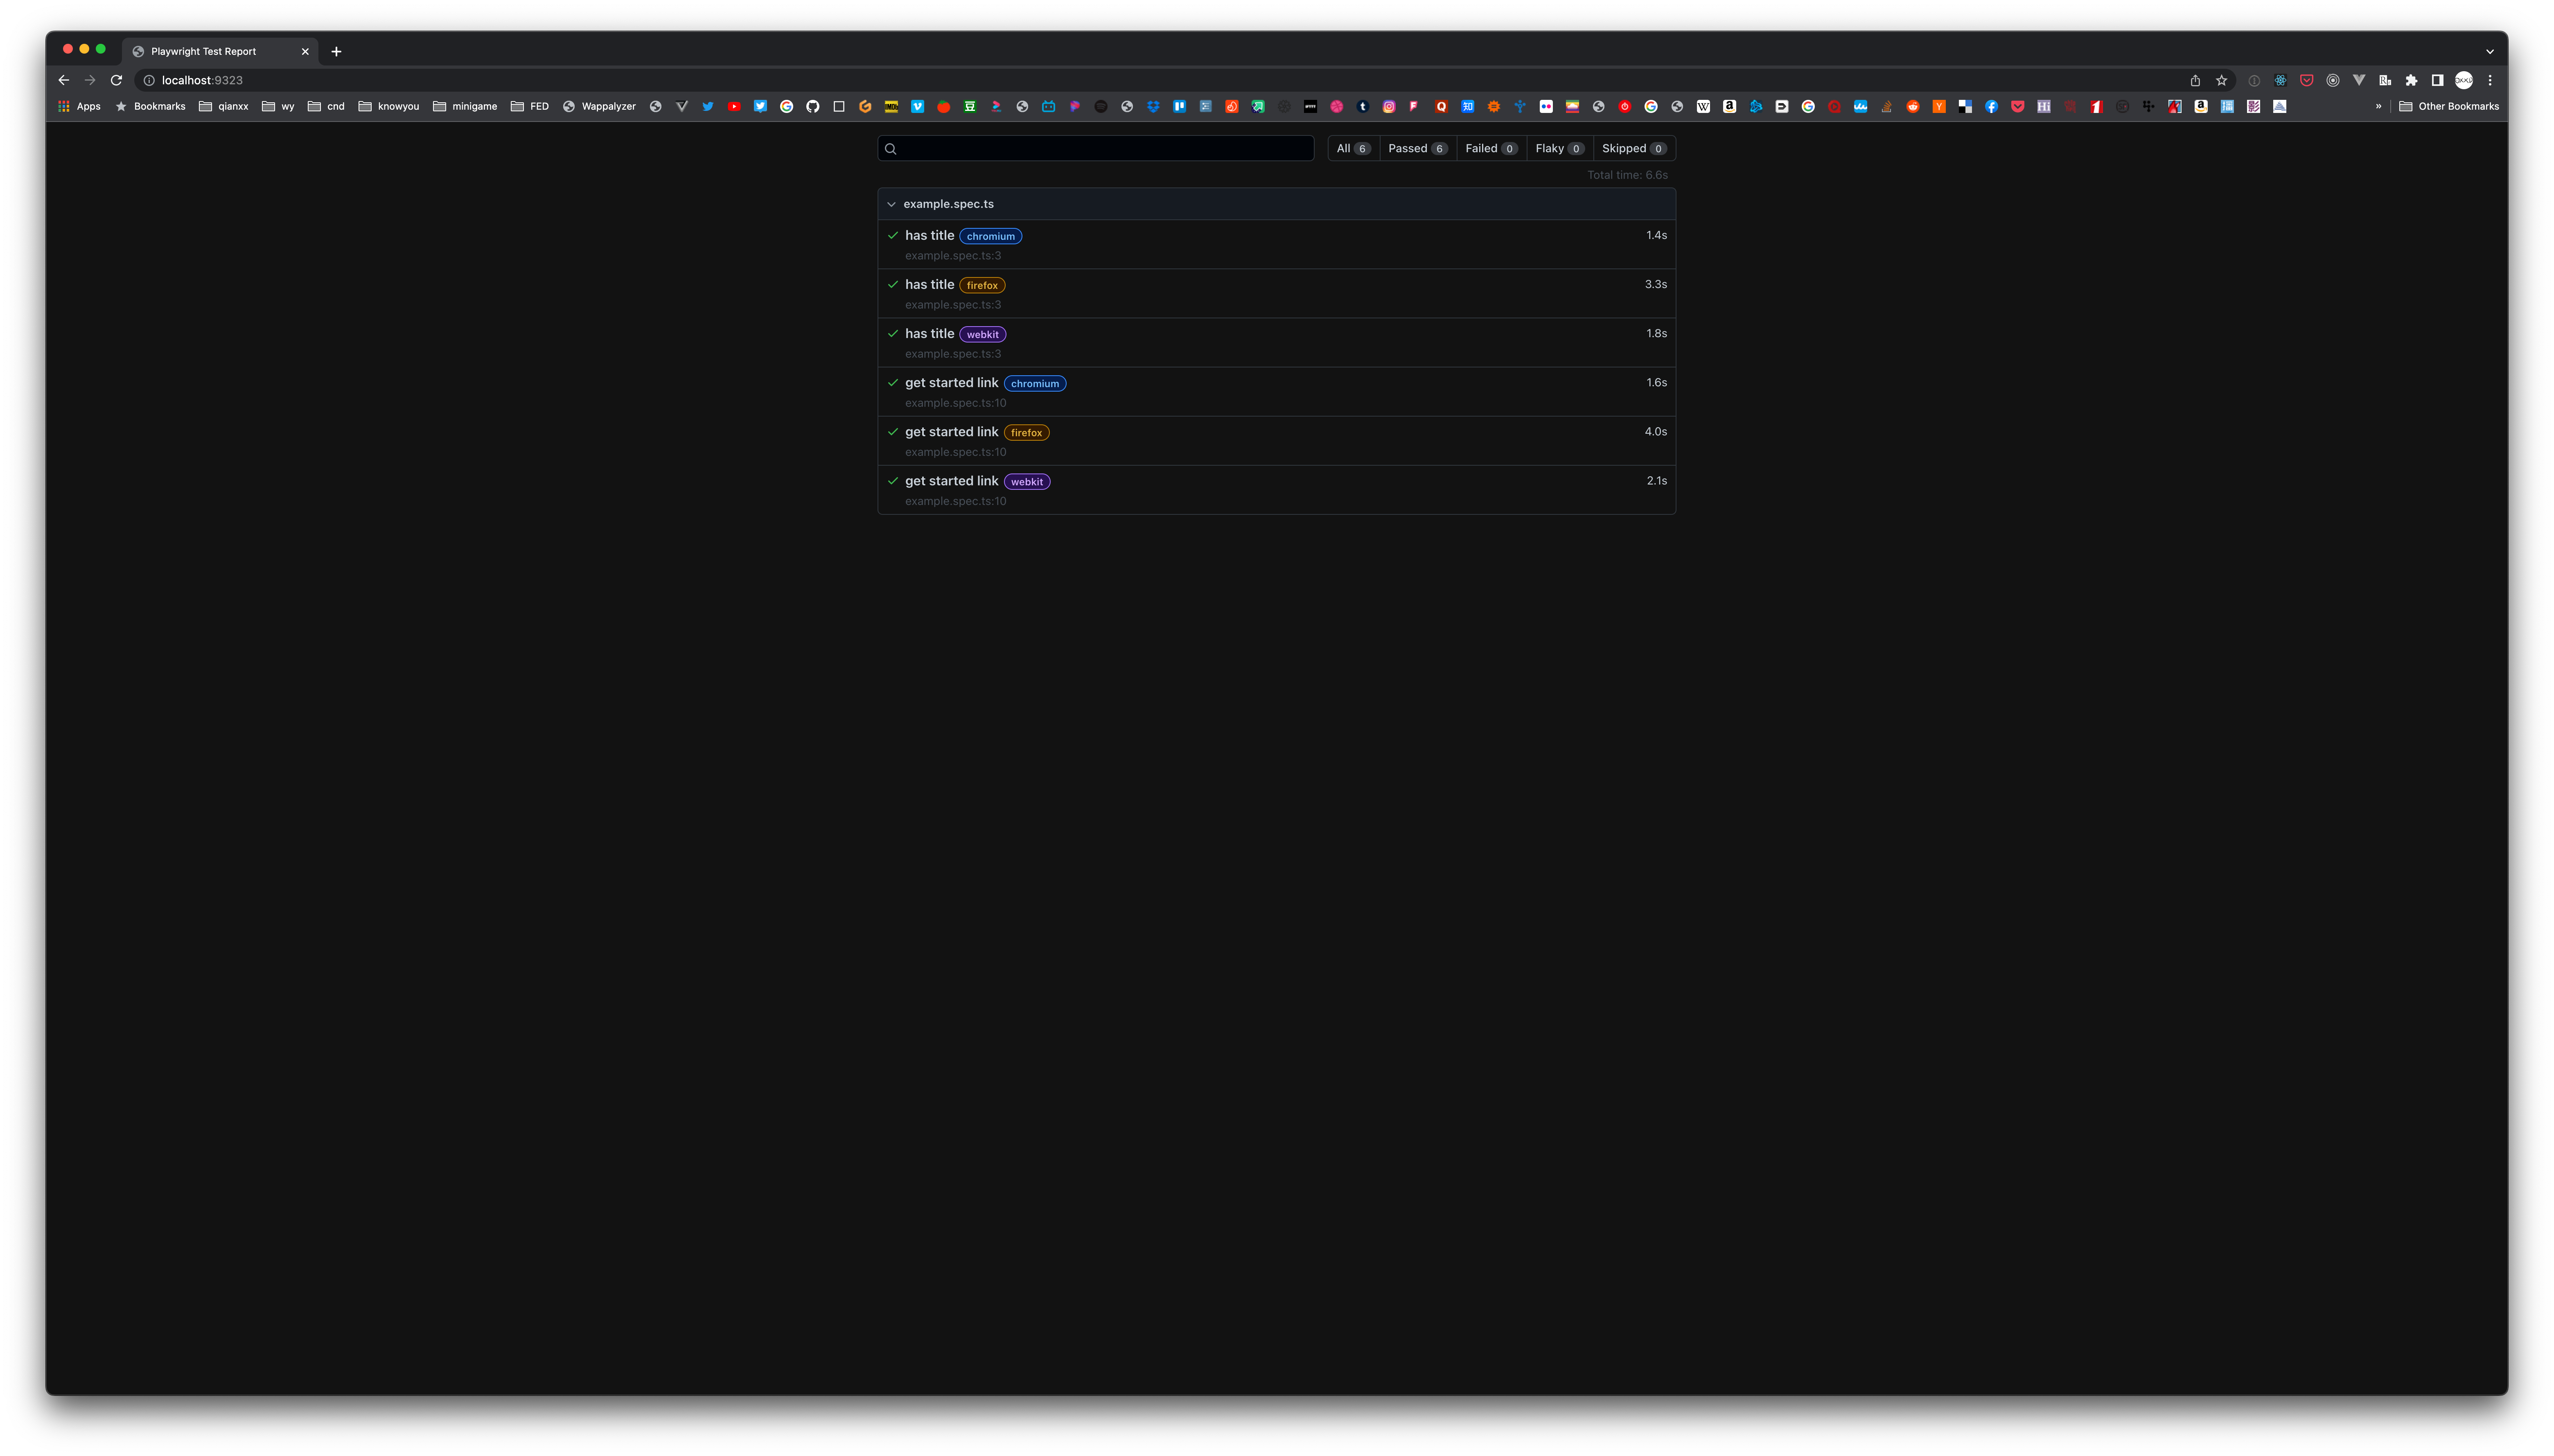 Playwright Test Report
localhost:9323
Apps Bookmarks qianxx wy cnd knowyou minigame FED Wappalyzer » Other Bookmarks
All 6 Passed 6 Failed 0 Flaky 0 Skipped 0
Total time: 6.6s
example.spec.ts
has title chromium 1.4s
example.spec.ts:3
has title firefox 3.3s
example.spec.ts:3
has title webkit 1.8s
example.spec.ts:3
get started link chromium 1.6s
example.spec.ts:10
get started link firefox 4.0s
example.spec.ts:10
get started link webkit 2.1s
example.spec.ts:10